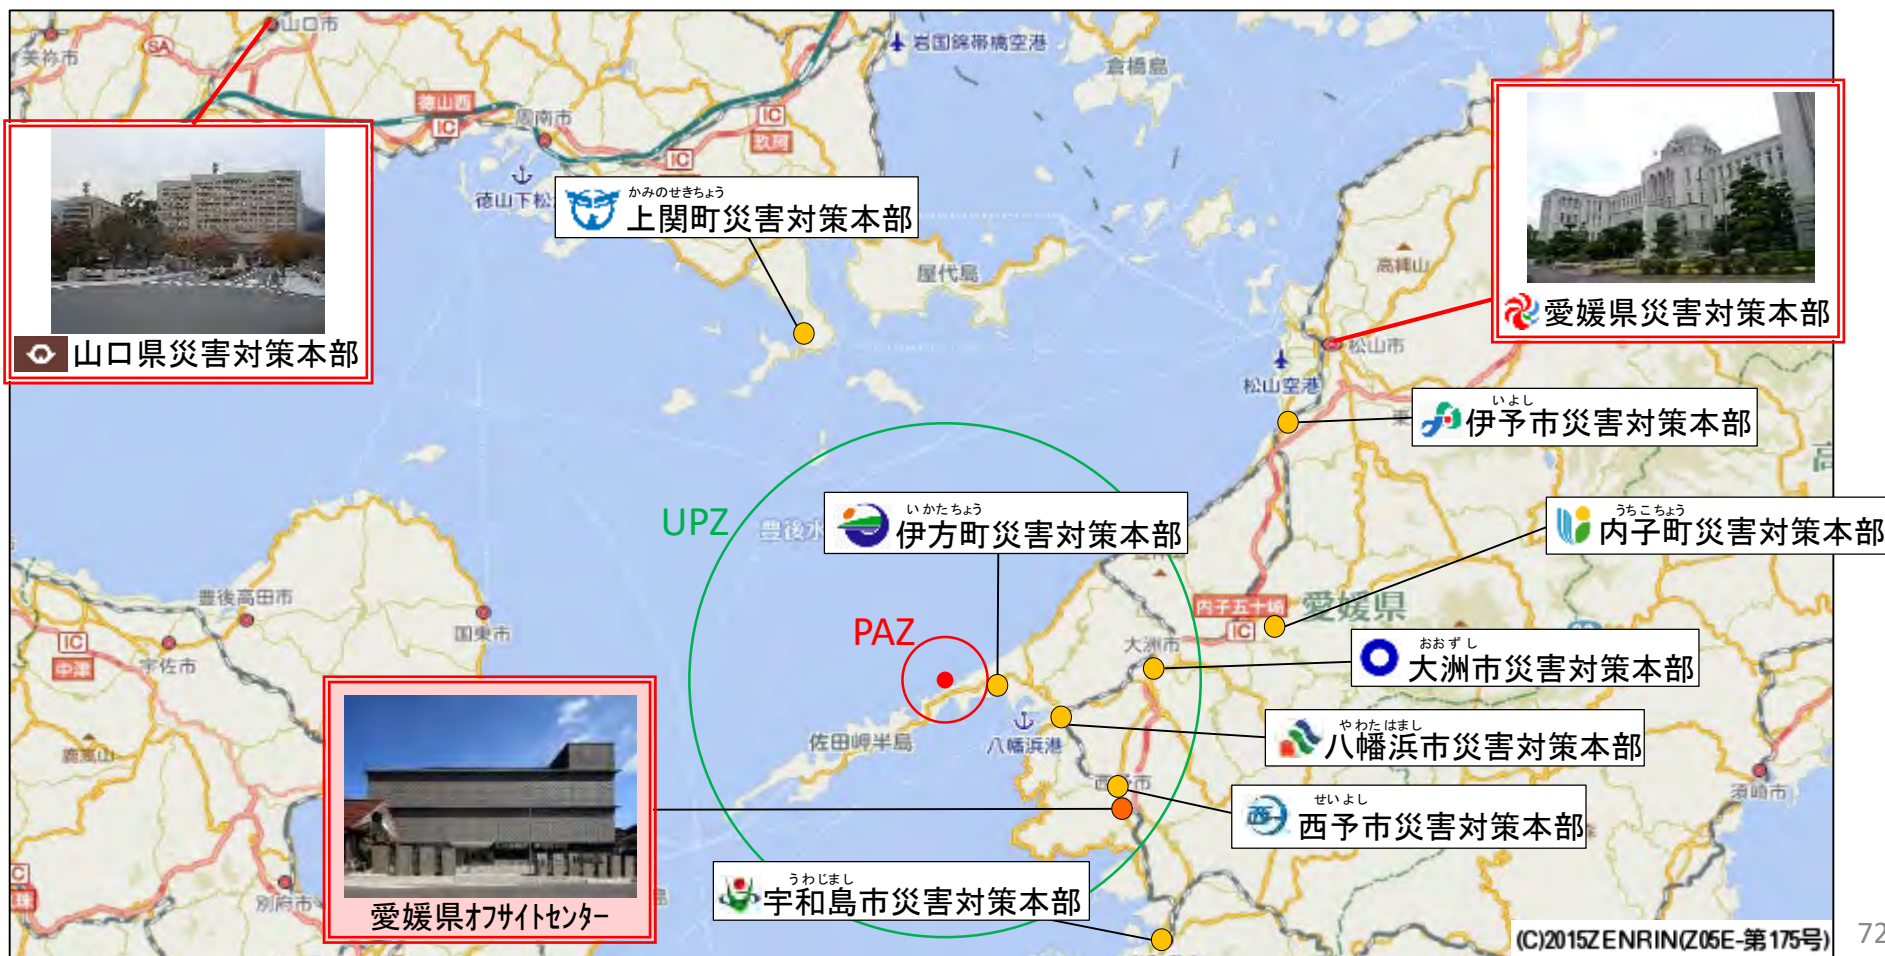 山口市
美祢市
SA
岩国錦帯橋空港
倉橋島
徳山西
IC
周南市
IC
玖珂
IC
徳山下松
かみのせきちょう
上関町災害対策本部
屋代島
高縄山
山口県災害対策本部
愛媛県災害対策本部
松山市
松山空港
いよし
伊予市災害対策本部
UPZ
豊後水
いかたちょう
伊方町災害対策本部
うちこちょう
内子町災害対策本部
豊後高田市
国東市
IC
中津
宇佐市
PAZ
内子五十崎
IC
愛媛県
大洲市
おおずし
大洲市災害対策本部
佐田岬半島
八幡浜港
やわたはまし
八幡浜市災害対策本部
西予市
せいよし
西予市災害対策本部
須崎市
別府市
愛媛県オフサイトセンター
うわじまし
宇和島市災害対策本部
(C)2015ZENRIN(Z05E-第175号)
72